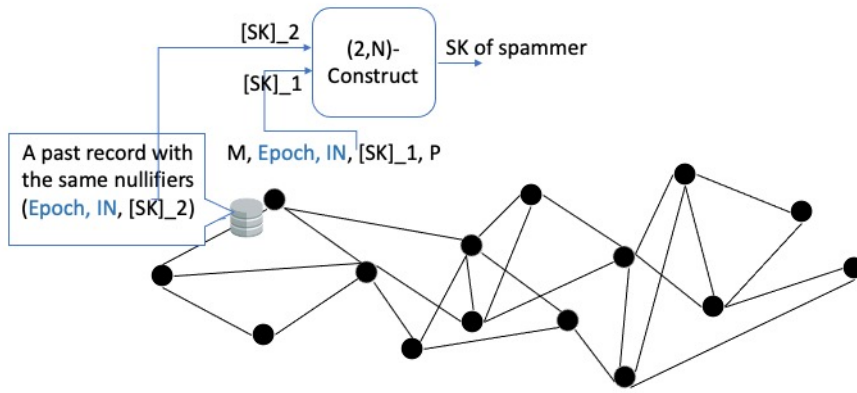 [SK]_2
[SK]_1
(2,N)-
Construct
SK of spammer
A past record with
the same nullifiers
(Epoch, IN, [SK]_2)
M, Epoch, IN, [SK]_1, P